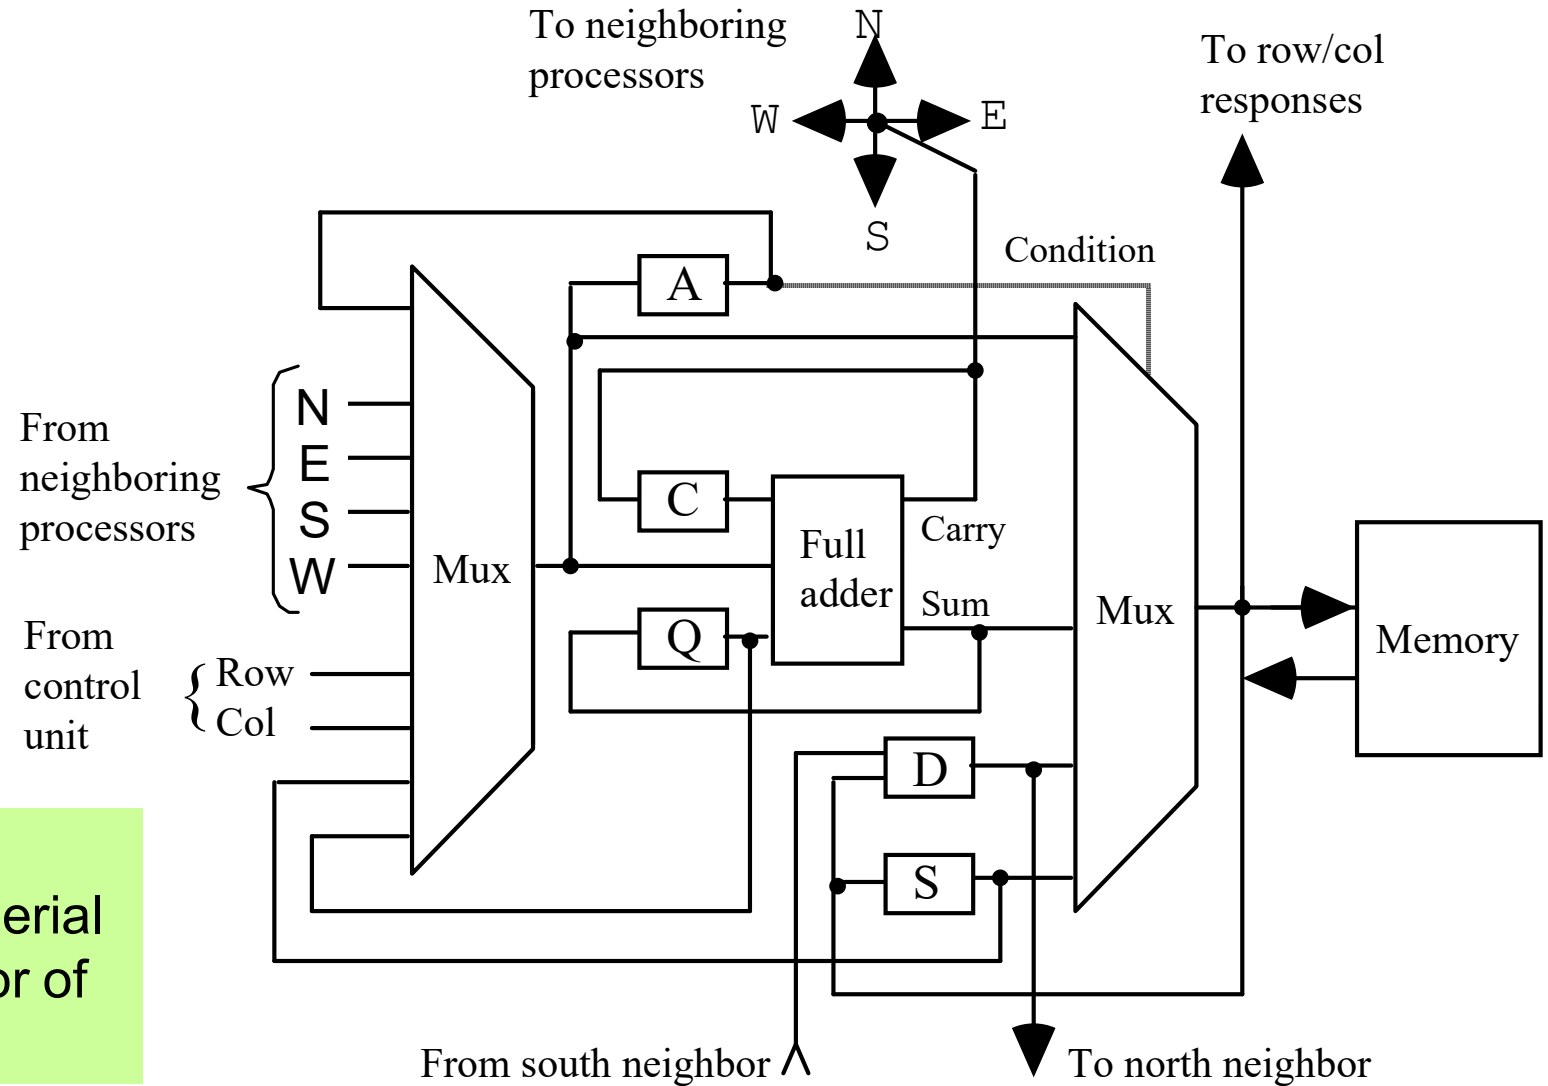 To neighboring
processors
N
W
E
S
To row/col
responses
Condition
A
From
neighboring
processors
N
E
S
W
C
Full
adder
Carry
Sum
Mux
Q
Mux
Memory
From
control
unit
Row
Col
D
S
erial
or of
From south neighbor
To north neighbor